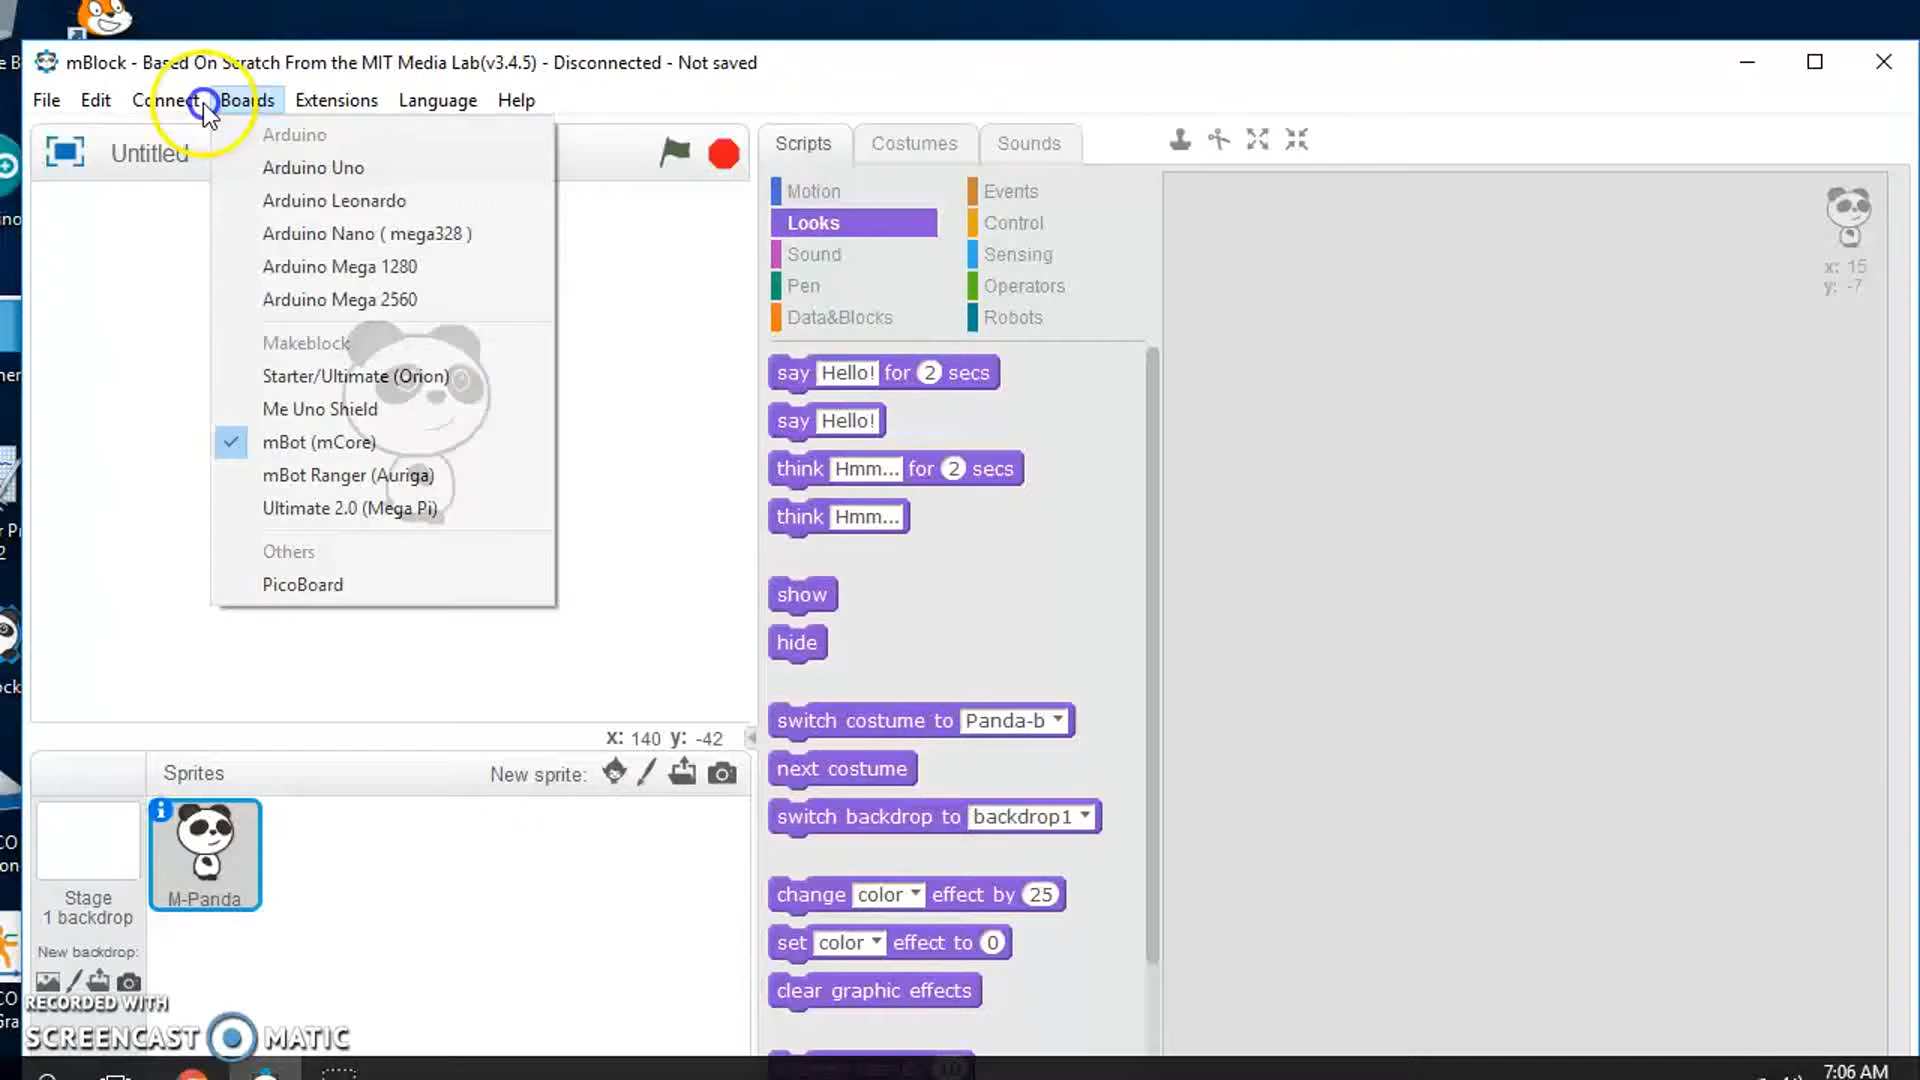 mBlock - Based On Scratch From the MIT Media Lab(v3.4.5) - Disconnected - Not saved
File Edit Connect Boards Extensions Language Help
Untitled
Arduino
Arduino Uno
Arduino Leonardo
Arduino Nano ( mega328 )
Arduino Mega 1280
Arduino Mega 2560
Makeblock
Starter/Ultimate (Orion)
Me Uno Shield
mBot (mCore)
mBot Ranger (Auriga)
Ultimate 2.0 (Mega Pi)
Others
PicoBoard
x: 140 y: -42
Scripts Costumes Sounds
Motion Events
Looks Control
Sound Sensing
Pen Operators
Data&Blocks Robots
say Hello! for 2 secs
say Hello!
think Hmm... for 2 secs
think Hmm...
show
hide
switch costume to Panda-b
next costume
switch backdrop to backdrop1
change color effect by 25
set color effect to 0
clear graphic effects
x: 15
y: -7
Sprites New sprite:
M-Panda
Stage
1 backdrop
New backdrop:
RECORDED WITH
SCREENCAST MATIC
7:06 AM